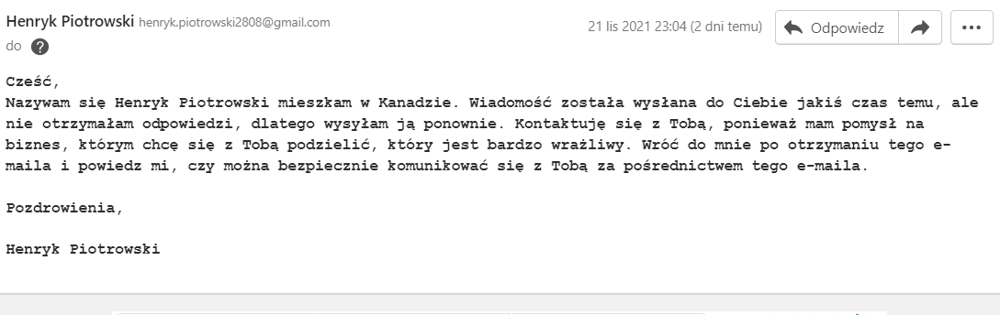 Henryk Piotrowski henryk.piotrowski2808@gmail.com 21 lis 2021 23:04 (2 dni temu) Odpowiedz
do ?
Cześć,
Nazywam się Henryk Piotrowski mieszkam w Kanadzie. Wiadomość została wysłana do Ciebie jakiś czas temu, ale
nie otrzymałam odpowiedzi, dlatego wysyłam ją ponownie. Kontaktuję się z Tobą, ponieważ mam pomysł na
biznes, którym chcę się z Tobą podzielić, który jest bardzo wrażliwy. Wróć do mnie po otrzymaniu tego e-
maila i powiedz mi, czy można bezpiecznie komunikować się z Tobą za pośrednictwem tego e-maila.
Pozdrowienia,
Henryk Piotrowski